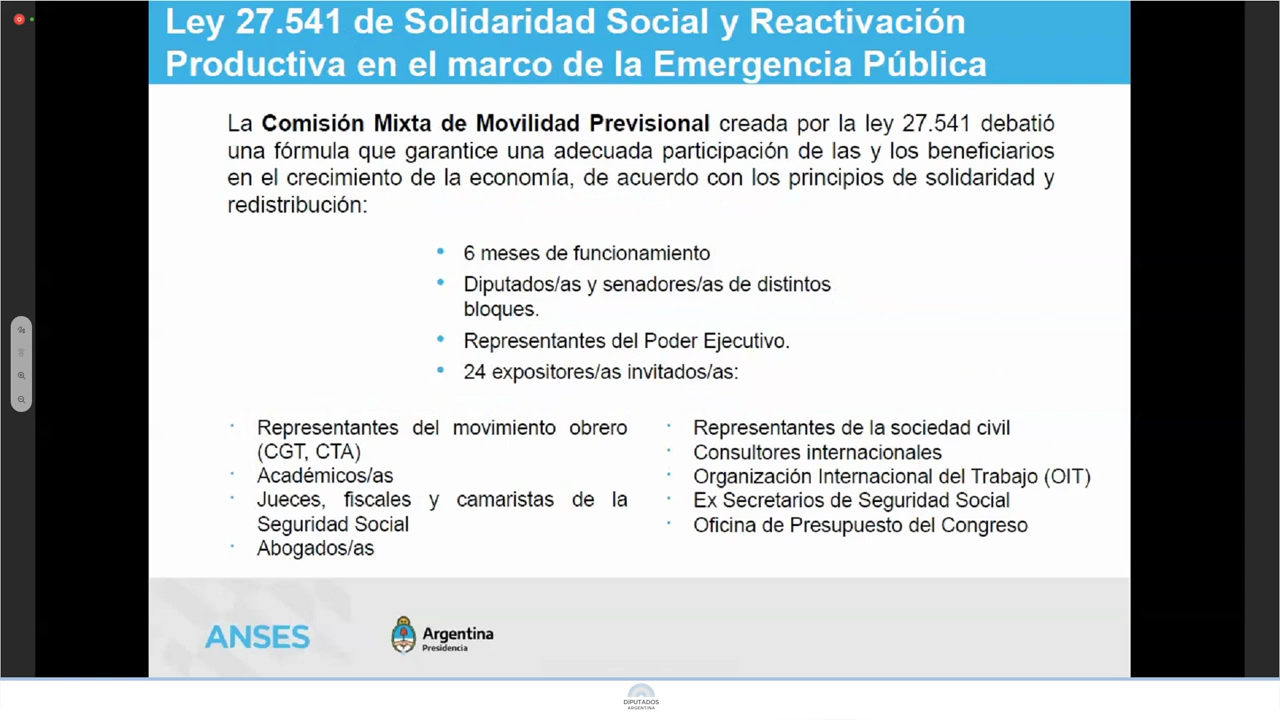 Ley 27.541 de Solidaridad Social y Reactivación
Productiva en el marco de la Emergencia Pública
La Comisión Mixta de Movilidad Previsional creada por la ley 27.541 debatió
una fórmula que garantice una adecuada participación de las y los beneficiarios
en el crecimiento de la economía, de acuerdo con los principios de solidaridad y
redistribución:
• 6 meses de funcionamiento
• Diputados/as y senadores/as de distintos
bloques.
• Representantes del Poder Ejecutivo.
• 24 expositores/as invitados/as:
· Representantes del movimiento obrero
(CGT, CTA)
· Académicos/as
· Jueces, fiscales y camaristas de la
Seguridad Social
· Abogados/as
· Representantes de la sociedad civil
· Consultores internacionales
· Organización Internacional del Trabajo (OIT)
· Ex Secretarios de Seguridad Social
· Oficina de Presupuesto del Congreso
ANSES
Argentina
Presidencia
DIPUTADOS
ARGENTINA